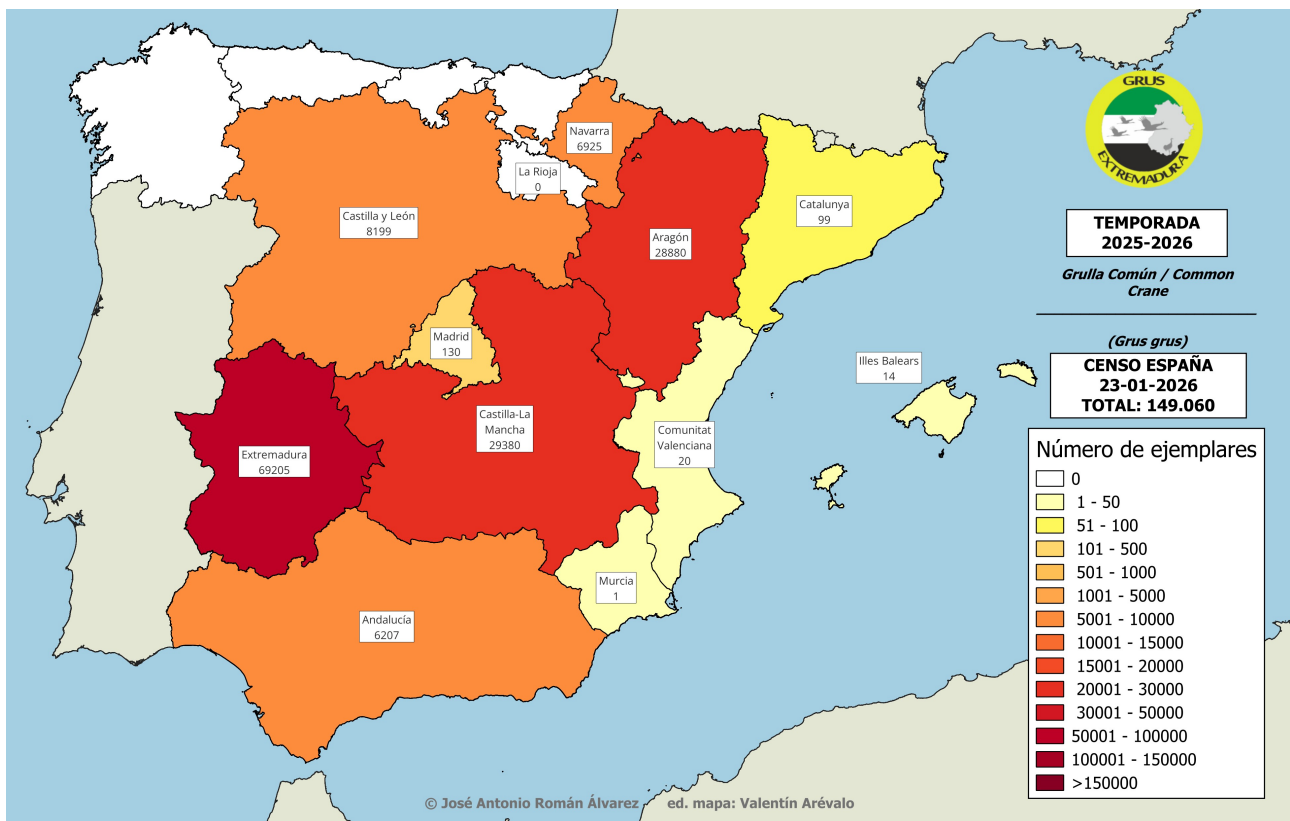 GRUS
EXTREMADURA
TEMPORADA
2025-2026
Grulla Común / Common
Crane
(Grus grus)
CENSO ESPAÑA
23-01-2026
TOTAL: 149.060
Navarra
6925
La Rioja
0
Castilla y León
8199
Catalunya
99
Aragón
28880
Madrid
130
Illes Balears
14
Castilla-La
Mancha
29380
Comunitat
Valenciana
20
Extremadura
69205
Murcia
1
Andalucía
6207
Número de ejemplares
0
1 - 50
51 - 100
101 - 500
501 - 1000
1001 - 5000
5001 - 10000
10001 - 15000
15001 - 20000
20001 - 30000
30001 - 50000
50001 - 100000
100001 - 150000
>150000
© José Antonio Román Álvarez ed. mapa: Valentín Arévalo